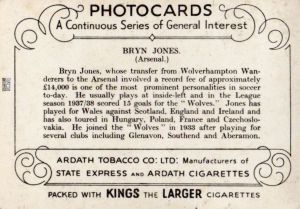 PHOTOCARDS
A Continuous Series of General Interest
BRYN JONES.
(Arsenal.)
Bryn Jones, whose transfer from Wolverhampton Wan-
derers to the Arsenal involved a record fee of approximately
£14,000 is one of the most prominent personalities in soccer
to-day. He usually plays at inside-left and in the League
season 1937/38 scored 15 goals for the "Wolves." Jones has
played for Wales against Scotland, England and Ireland and
has also toured in Hungary, Poland, France and Czechoslo-
vakia. He joined the "Wolves" in 1933 after playing for
several clubs including Glenavon, Southend and Aberamon.
ARDATH TOBACCO CO: LTD: Manufacturers of
STATE EXPRESS and ARDATH CIGARETTES
PACKED WITH KINGS THE LARGER CIGARETTES